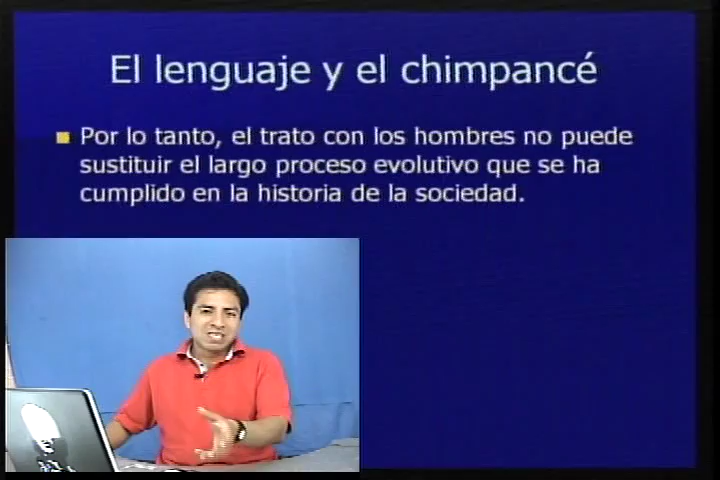 El lenguaje y el chimpancé
Por lo tanto, el trato con los hombres no puede
sustituir el largo proceso evolutivo que se ha
cumplido en la historia de la sociedad.